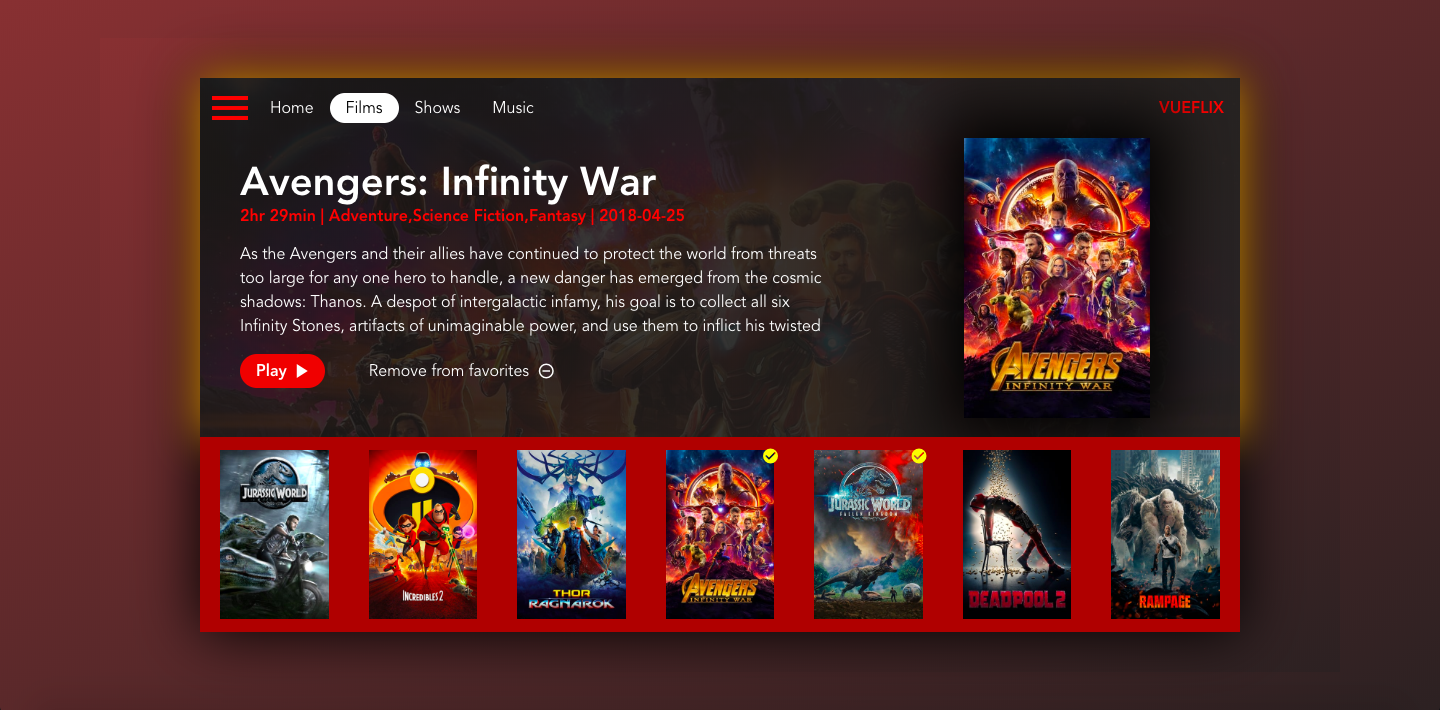 Home Films Shows Music VUEFLIX
Avengers: Infinity War
2hr 29min | Adventure,Science Fiction,Fantasy | 2018-04-25
As the Avengers and their allies have continued to protect the world from threats
too large for any one hero to handle, a new danger has emerged from the cosmic
shadows: Thanos. A despot of intergalactic infamy, his goal is to collect all six
Infinity Stones, artifacts of unimaginable power, and use them to inflict his twisted
Play Remove from favorites
AVENGERS
INFINITY WAR
JURASSIC WORLD
INCREDIBLES 2
THOR
RAGNAROK
AVENGERS
INFINITY WAR
JURASSIC WORLD
FALLEN KINGDOM
DEADPOOL 2
RAMPAGE